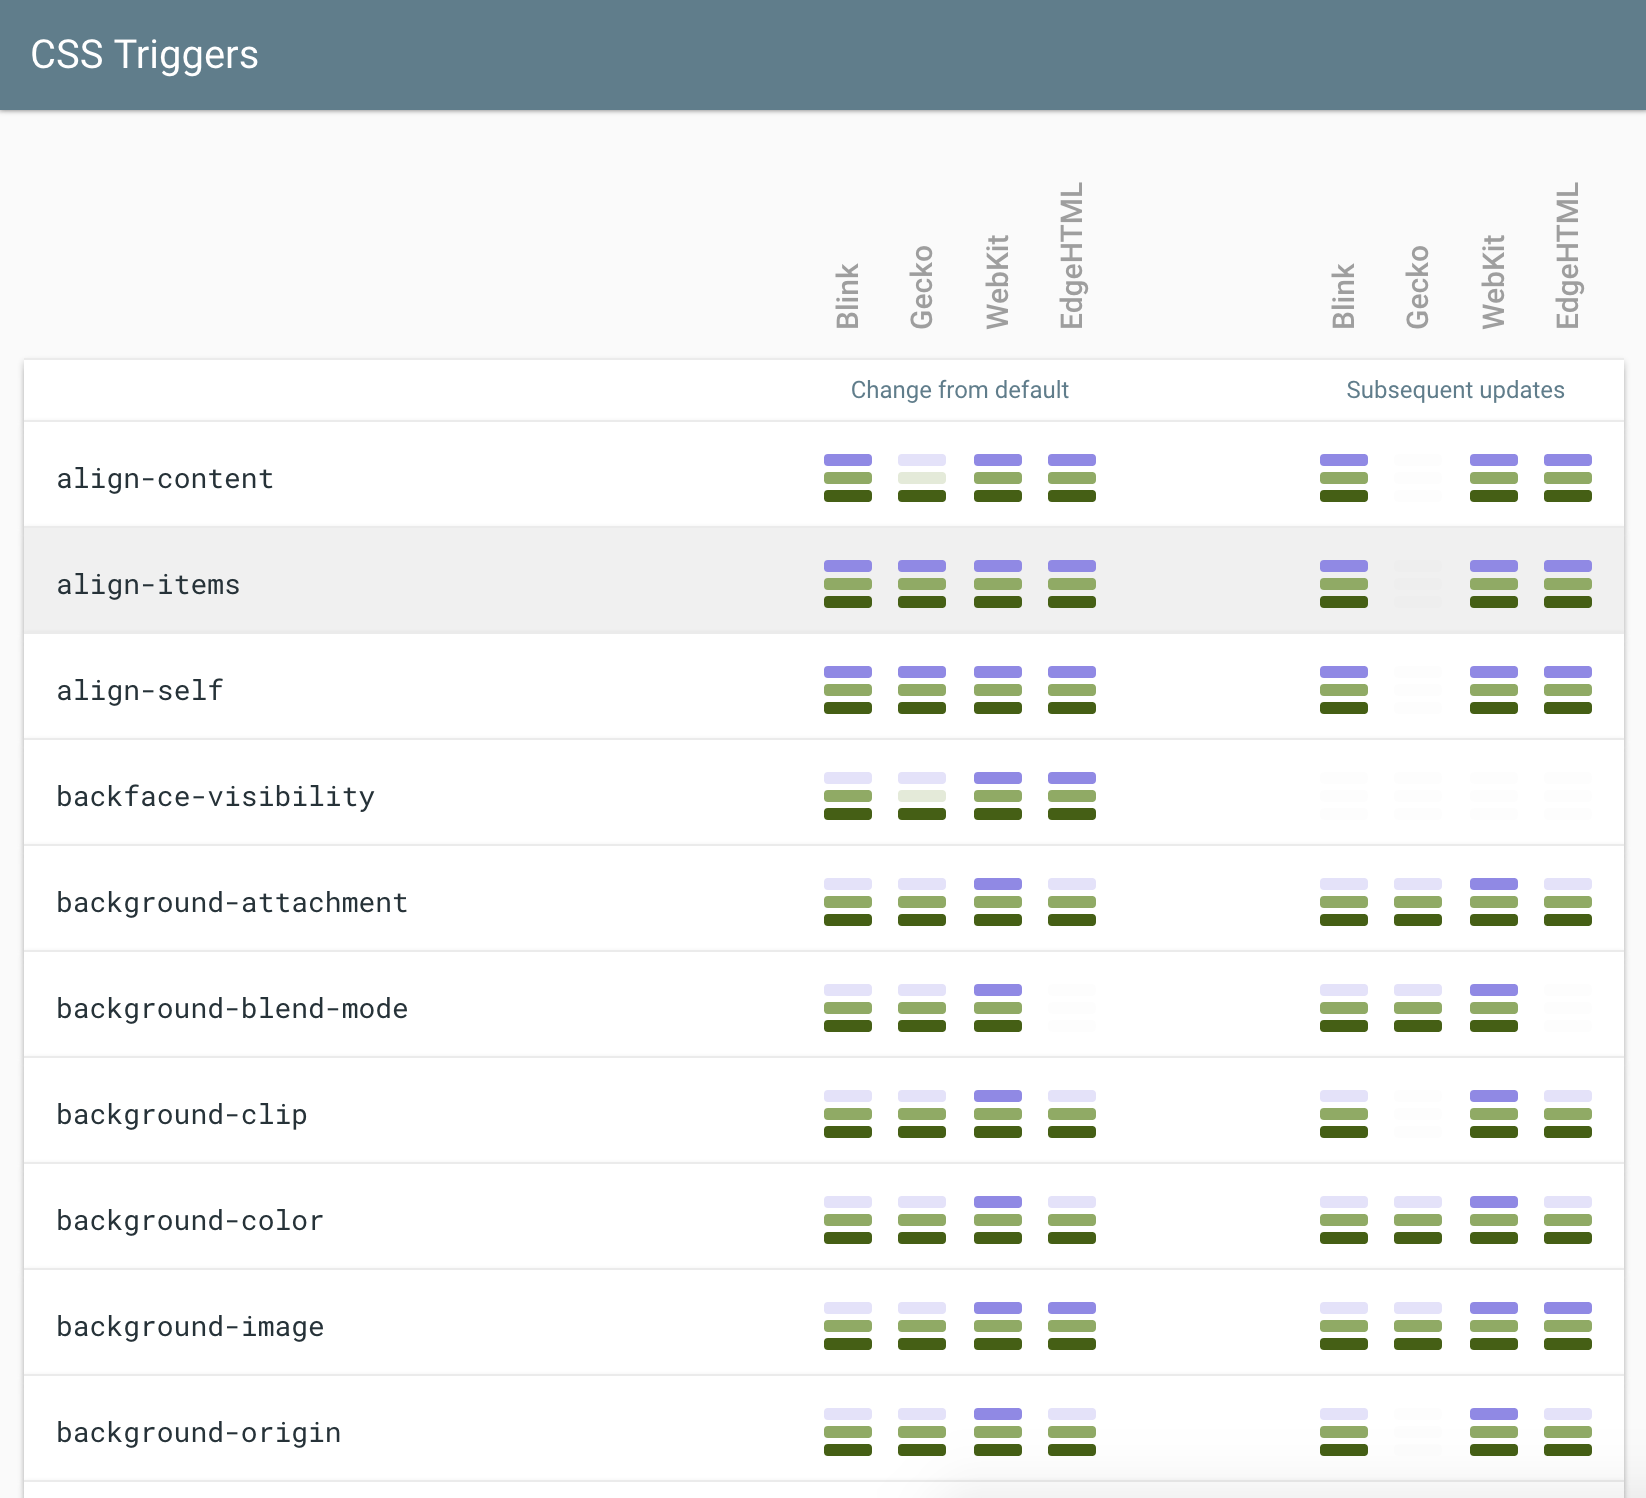 CSS Triggers
Blink
Gecko
WebKit
EdgeHTML
Blink
Gecko
WebKit
EdgeHTML
Change from default
Subsequent updates
align-content
align-items
align-self
backface-visibility
background-attachment
background-blend-mode
background-clip
background-color
background-image
background-origin